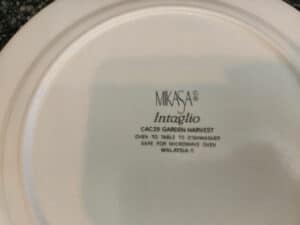 MIKASA®
Intaglio
CAC29 GARDEN HARVEST
OVEN TO TABLE TO DISHWASHER
SAFE FOR MICROWAVE OVEN
MALAYSIA